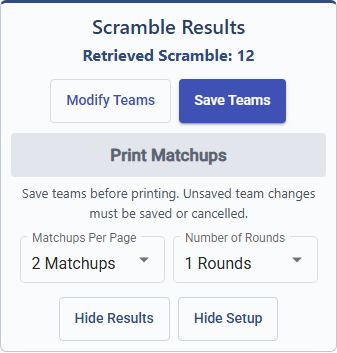 Scramble Results
Retrieved Scramble: 12
Modify Teams
Save Teams
Print Matchups
Save teams before printing. Unsaved team changes
must be saved or cancelled.
Matchups Per Page
Number of Rounds
2 Matchups
1 Rounds
Hide Results
Hide Setup